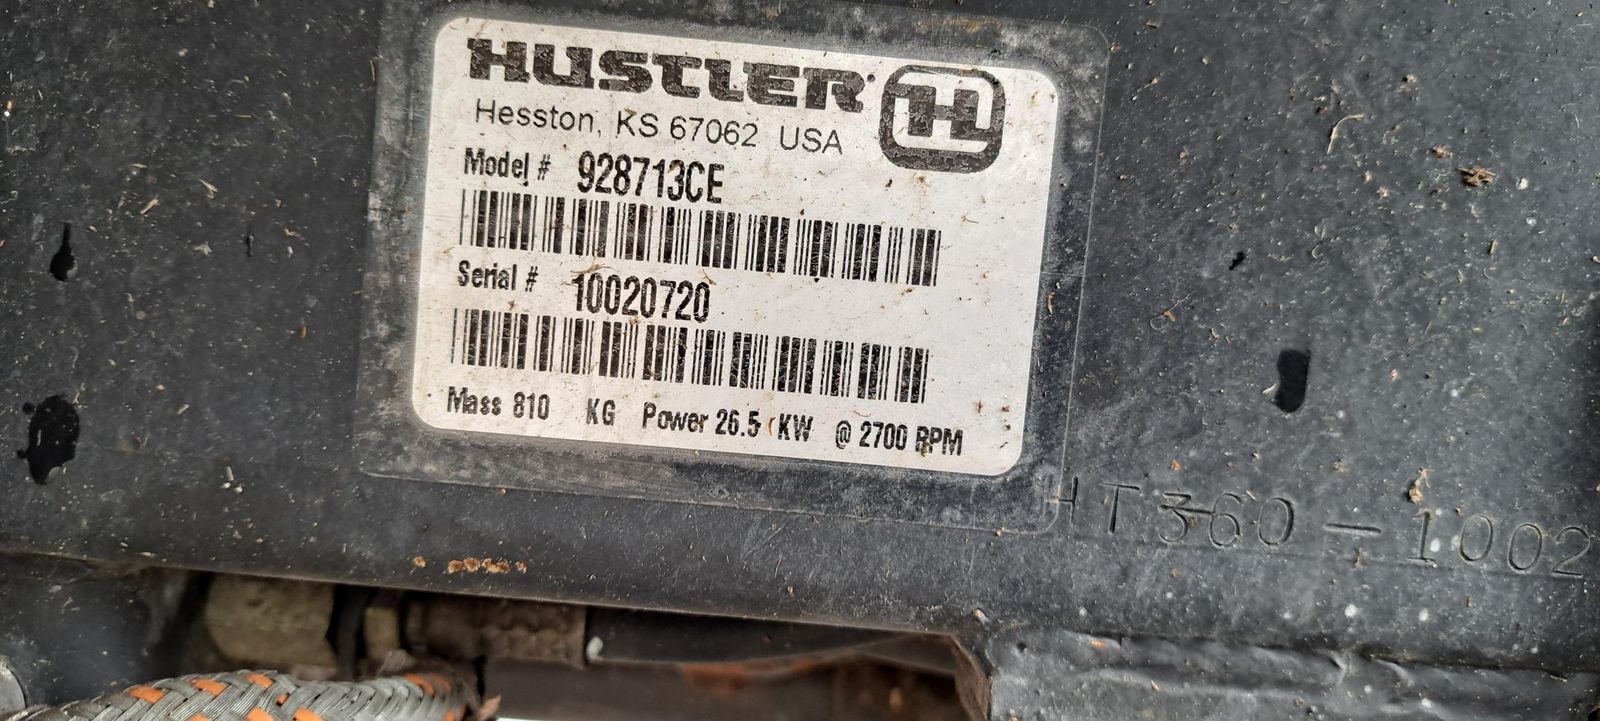 HUSTLER H
Hesston, KS 67062 USA
Model # 928713CE
Serial # 10020720
Mass 810 KG Power 26.5 KW @ 2700 RPM
HT360-1002